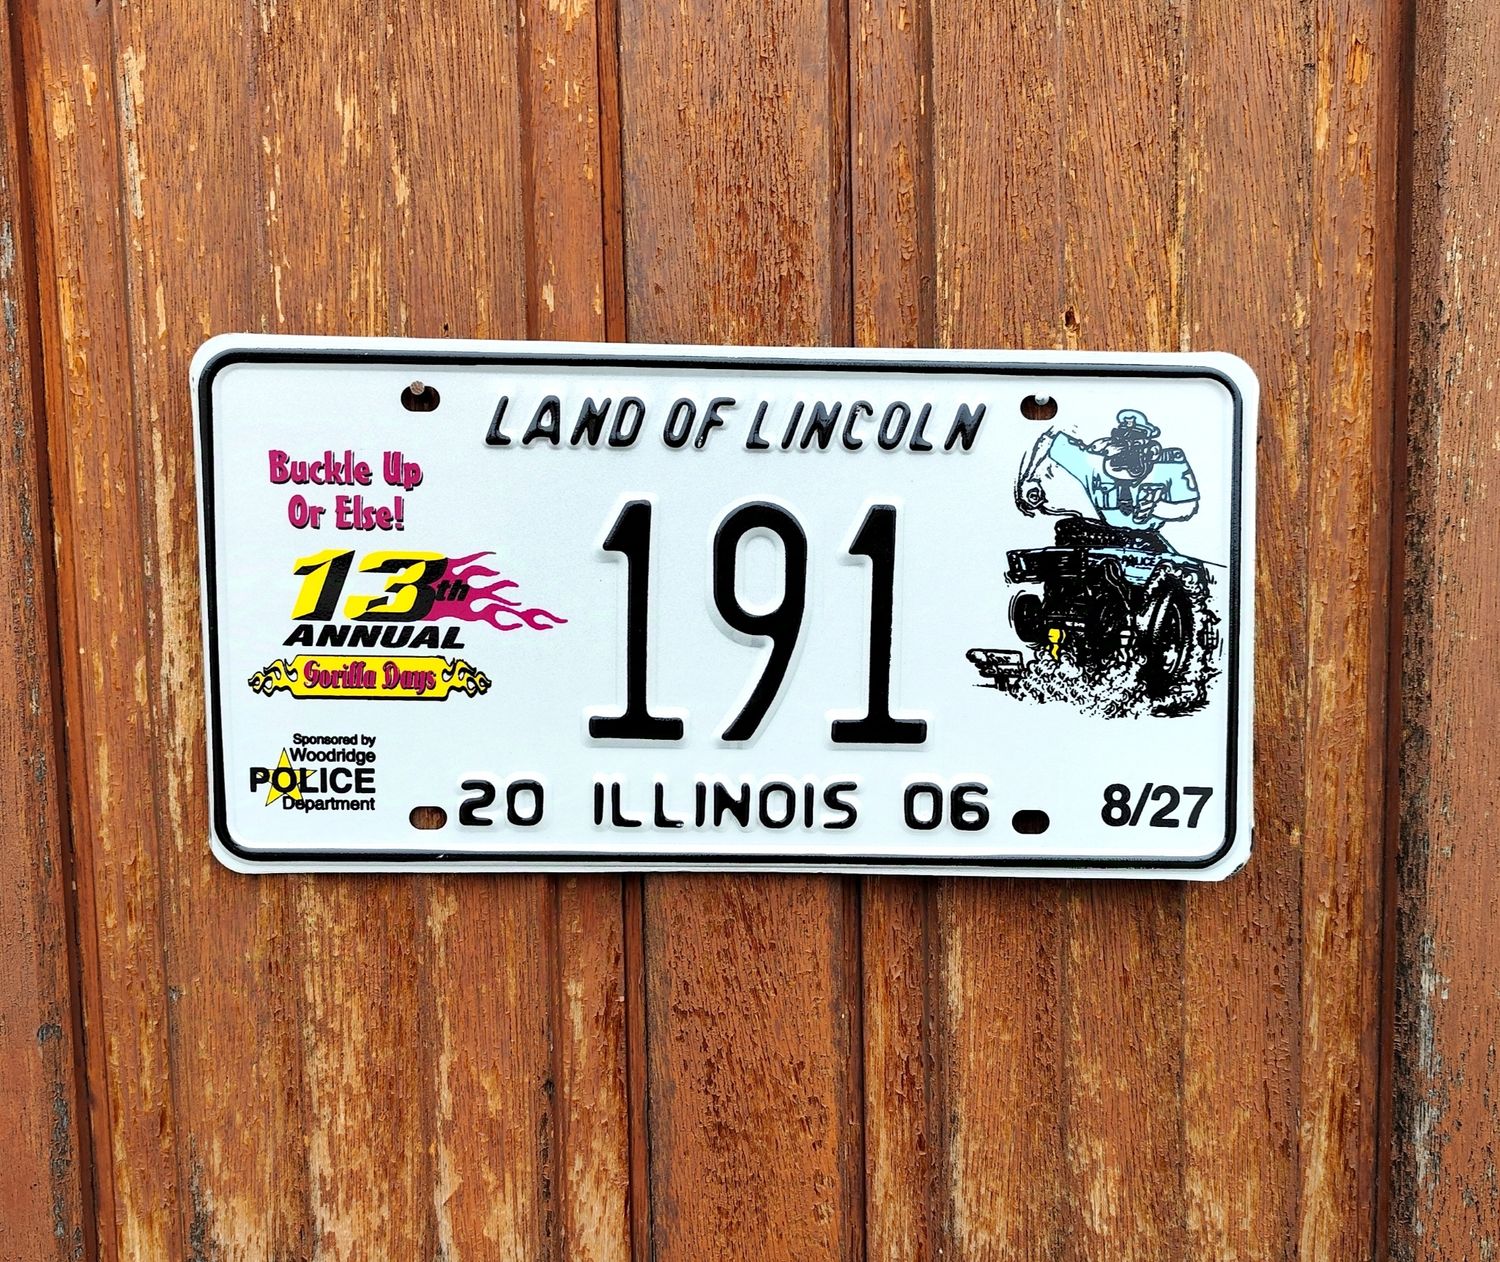 LAND OF LINCOLN
Buckle Up
Or Else!
13th
ANNUAL
Gorilla Days
191
POLICE
Sponsored by
Woodridge
POLICE
Department
20 ILLINOIS 06
8/27